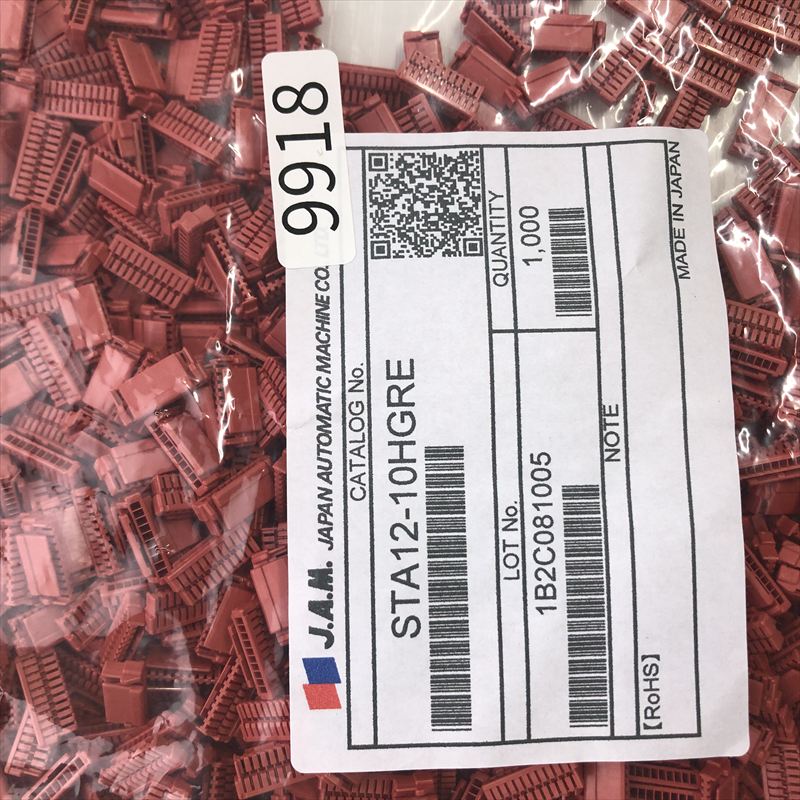 9918
J.A.M. JAPAN AUTOMATIC MACHINE CO.
CATALOG No.
STA12-10HGRE
QUANTITY
1,000
LOT No.
1B2C081005
NOTE
【RoHS】
MADE IN JAPAN